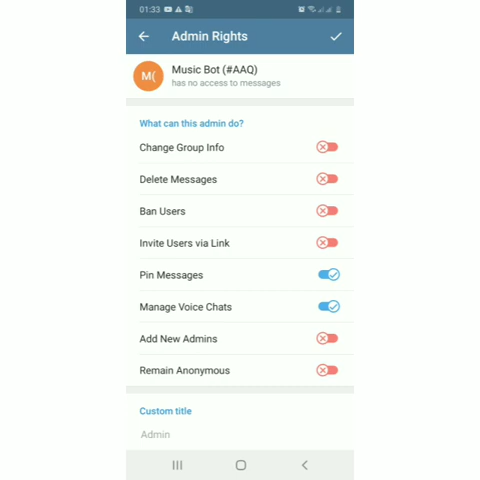 01:33
Admin Rights
M(
Music Bot (#AAQ)
has no access to messages
What can this admin do?
Change Group Info
Delete Messages
Ban Users
Invite Users via Link
Pin Messages
Manage Voice Chats
Add New Admins
Remain Anonymous
Custom title
Admin